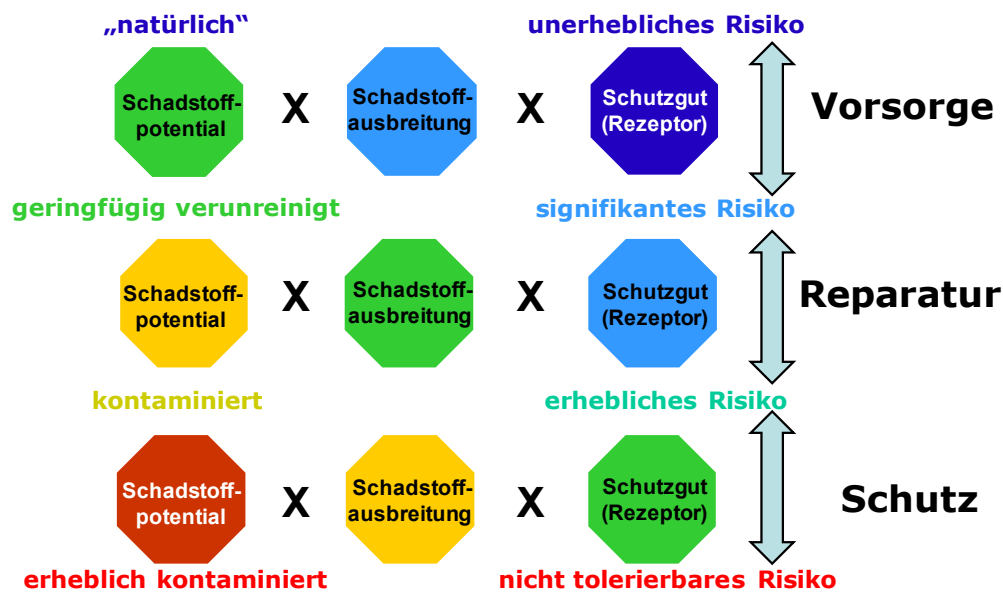 „natürlich“ unerhebliches Risiko
Schadstoff-
potential
X
Schadstoff-
ausbreitung
X
Schutzgut
(Rezeptor)
Vorsorge
geringfügig verunreinigt signifikantes Risiko
Schadstoff-
potential
X
Schadstoff-
ausbreitung
X
Schutzgut
(Rezeptor)
Reparatur
kontaminiert erhebliches Risiko
Schadstoff-
potential
X
Schadstoff-
ausbreitung
X
Schutzgut
(Rezeptor)
Schutz
erheblich kontaminiert nicht tolerierbares Risiko